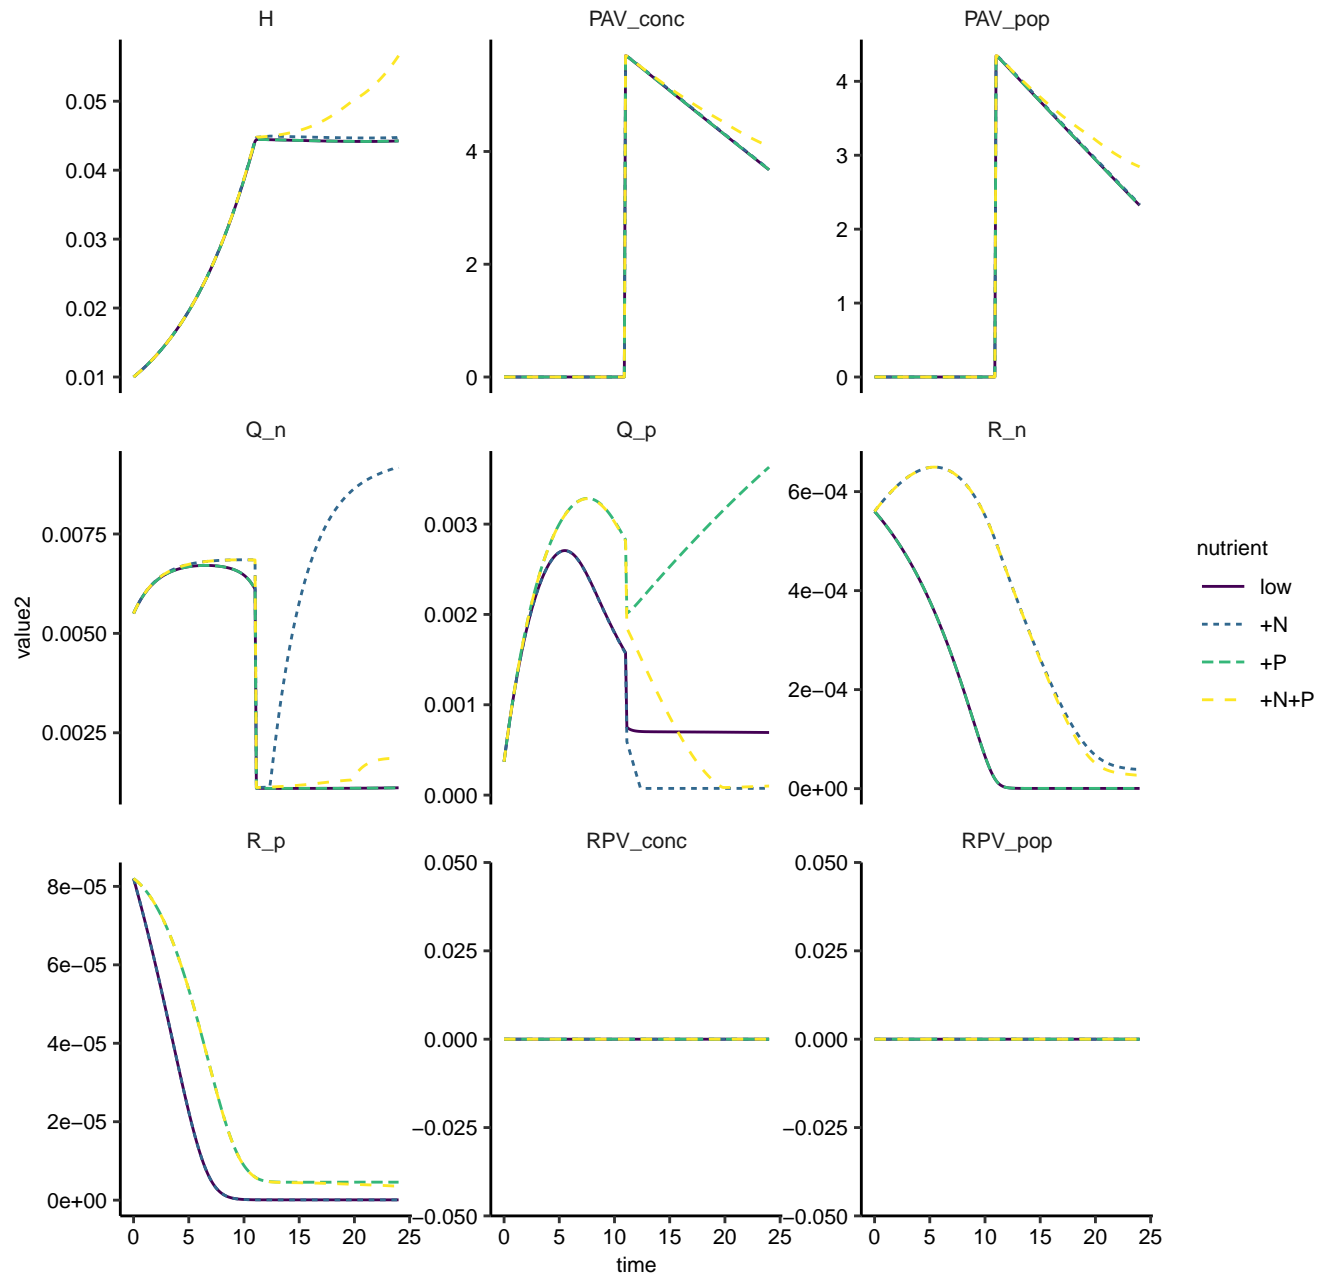 H
PAV_conc
PAV_pop
0.05
0.04
0.03
0.02
0.01
4
2
0
4
3
2
1
0
Q_n
Q_p
R_n
0.0075
0.0050
0.0025
0.003
0.002
0.001
0.000
6e−04
4e−04
2e−04
0e+00
value2
nutrient
low
+N
+P
+N+P
R_p
RPV_conc
RPV_pop
8e−05
6e−05
4e−05
2e−05
0e+00
0.050
0.025
0.000
−0.025
−0.050
0.050
0.025
0.000
−0.025
−0.050
0 5 10 15 20 25
0 5 10 15 20 25
0 5 10 15 20 25
time